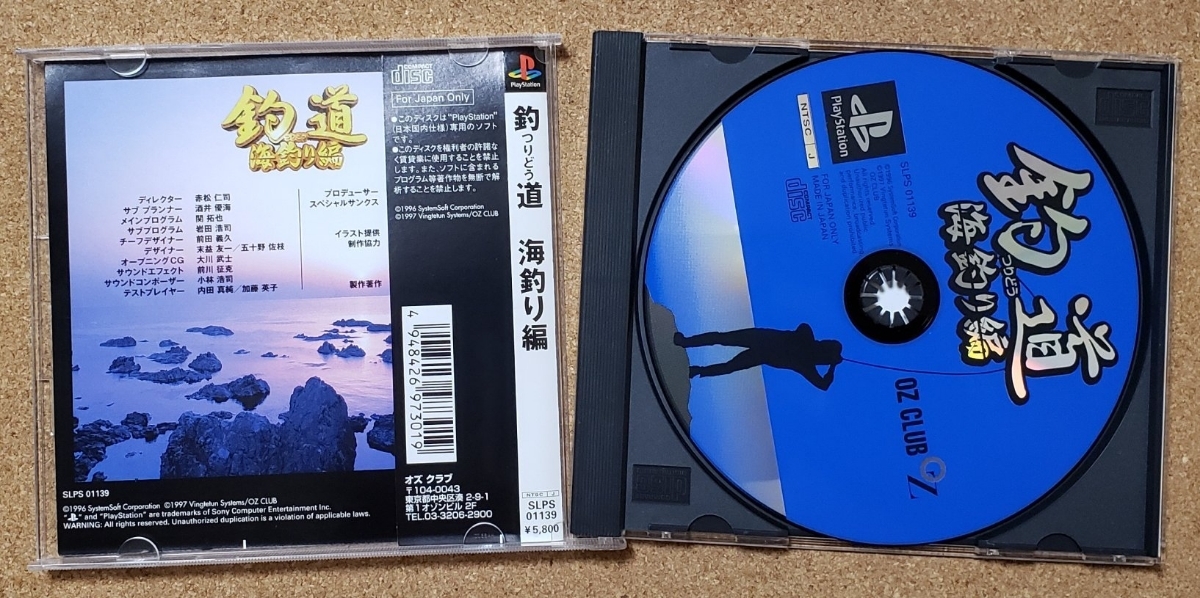 釣道
海釣り編
ディレクター 赤松 仁司
サブ プランナー 酒井 優海
メインプログラム 関 拓也
サブプログラム 岩田 浩司
チーフデザイナー 前田 義久
デザイナー 末益 友一/五十野 佐枝
オープニングCG 大川 武士
サウンドエフェクト 前川 征克
サウンドコンポーザー 小林 浩司
テストプレイヤー 内田 真純/加藤 英子
プロデューサー
スペシャルサンクス
イラスト提供
制作協力
製作著作
SLPS 01139
©1996 SystemSoft Corporation ©1997 Vingtetun Systems/OZ CLUB
" " and "PlayStation" are trademarks of Sony Computer Entertainment Inc.
WARNING: All rights reserved. Unauthorized duplication is a violation of applicable laws.
COMPACT
disc
For Japan Only
●このディスクは"PlayStation"
(日本国内仕様)専用のソフト
です。
●このディスクを権利者の許諾な
く賃貸業に使用することを禁止
します。また、ソフトに含まれる
プログラム等著作物を無断で解
析することを禁止します。
©1996 SystemSoft Corporation
©1997 Vingtetun Systems/OZ CLUB
4948426973019
オズ クラブ
〒104-0043
東京都中央区湊 2-9-1
第1オゾンビル 2F
TEL.03-3206-2900
PlayStation
釣道 海釣り編
つりどう
NTSC J
SLPS
01139
¥5,800
PlayStation
NTSC J
SLPS 01139
FOR JAPAN ONLY
MADE IN JAPAN
COMPACT
disc
釣道
つりどう
海釣り編
OZ CLUB
OZ